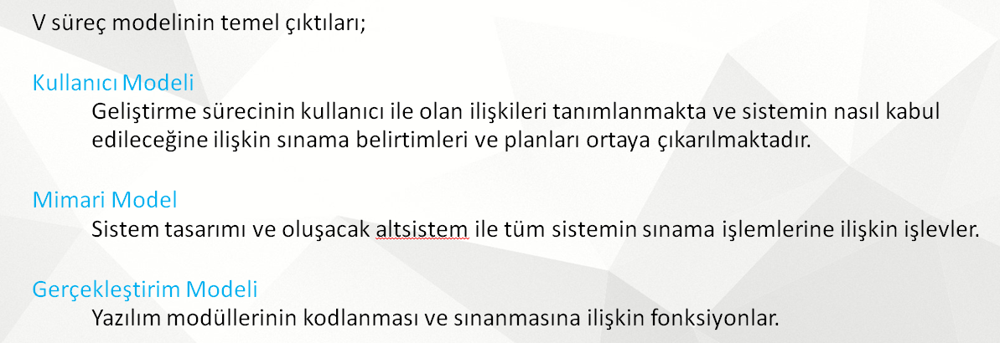 V süreç modelinin temel çıktıları;
Kullanıcı Modeli
Geliştirme sürecinin kullanıcı ile olan ilişkileri tanımlanmakta ve sistemin nasıl kabul
edileceğine ilişkin sınama belirtimleri ve planları ortaya çıkarılmaktadır.
Mimari Model
Sistem tasarımı ve oluşacak altsistem ile tüm sistemin sınama işlemlerine ilişkin işlevler.
Gerçekleştirim Modeli
Yazılım modüllerinin kodlanması ve sınanmasına ilişkin fonksiyonlar.